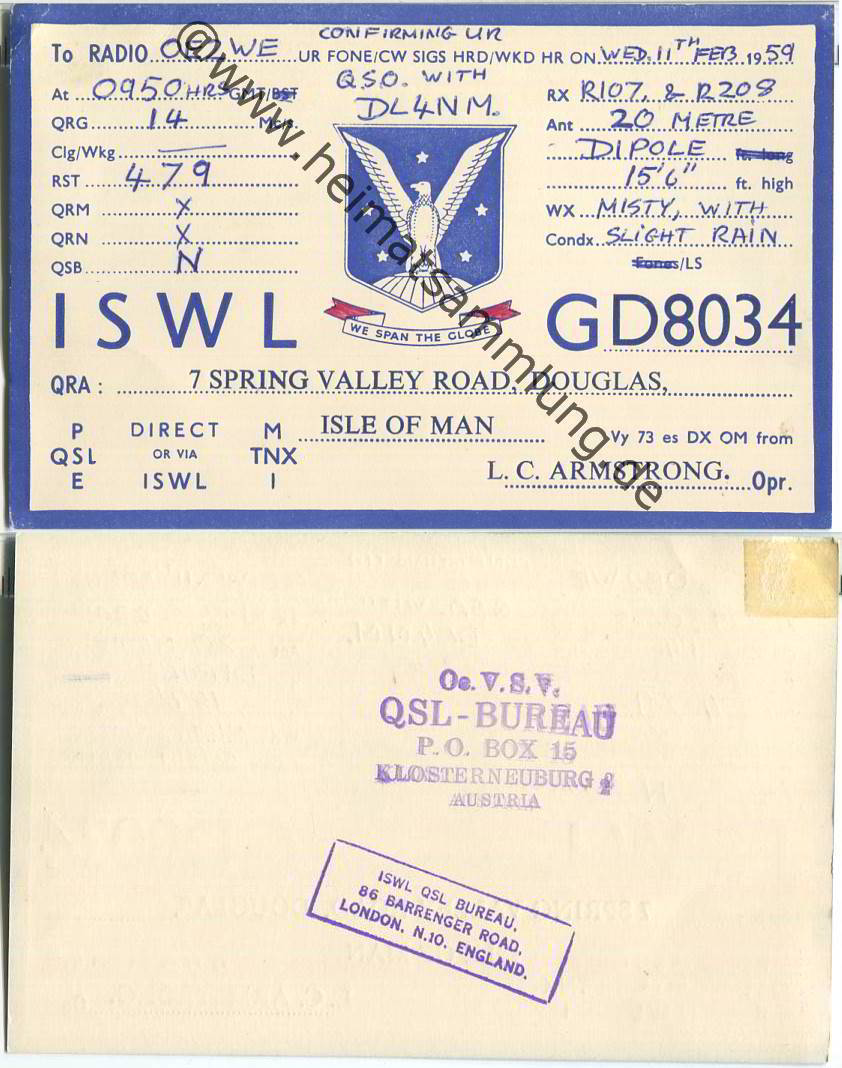 CONFIRMING UR
To RADIO OE2WE UR FONE/CW SIGS HRD/WKD HR ON WED. 11TH FEB 1959
At 0950 HRS GMT/BST
QSO. WITH
DL4NM.
RX R107, & R208
QRG 14 Mc/s.
Ant 20 METRE
Clg/Wkg
DIPOLE ft. long
RST 479
15'6" ft. high
QRM X
WX MISTY, WITH
QRN X
Condx SLIGHT RAIN
QSB N
Fones/LS
ISWL GD8034
WE SPAN THE GLOBE
QRA: 7 SPRING VALLEY ROAD, DOUGLAS,
ISLE OF MAN
P DIRECT M
QSL OR VIA TNX
E ISWL I
Vy 73 es DX OM from
L. C. ARMSTRONG. Opr.
©www.heimatsammlung.de
Oe. V. S. V.
QSL-BUREAU
P. O. BOX 15
KLOSTERNEUBURG
AUSTRIA
ISWL QSL BUREAU,
86 BARRENGER ROAD,
LONDON, N.10. ENGLAND.